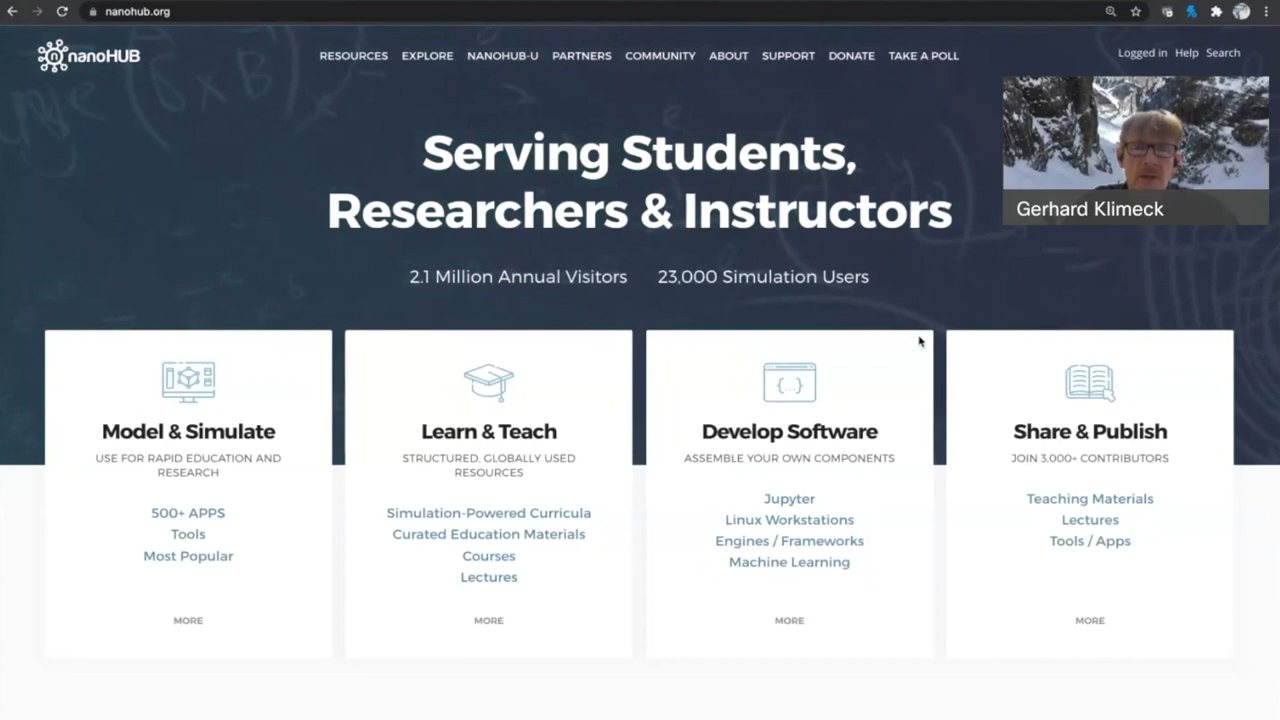 nanohub.org
nanoHUB
RESOURCES EXPLORE NANOHUB-U PARTNERS COMMUNITY ABOUT SUPPORT DONATE TAKE A POLL
Logged in Help Search
Serving Students,
Researchers & Instructors
2.1 Million Annual Visitors 23,000 Simulation Users
Gerhard Klimeck
Model & Simulate
USE FOR RAPID EDUCATION AND
RESEARCH
500+ APPS
Tools
Most Popular
MORE
Learn & Teach
STRUCTURED, GLOBALLY USED
RESOURCES
Simulation-Powered Curricula
Curated Education Materials
Courses
Lectures
MORE
{...}
Develop Software
ASSEMBLE YOUR OWN COMPONENTS
Jupyter
Linux Workstations
Engines / Frameworks
Machine Learning
MORE
Share & Publish
JOIN 3,000+ CONTRIBUTORS
Teaching Materials
Lectures
Tools / Apps
MORE